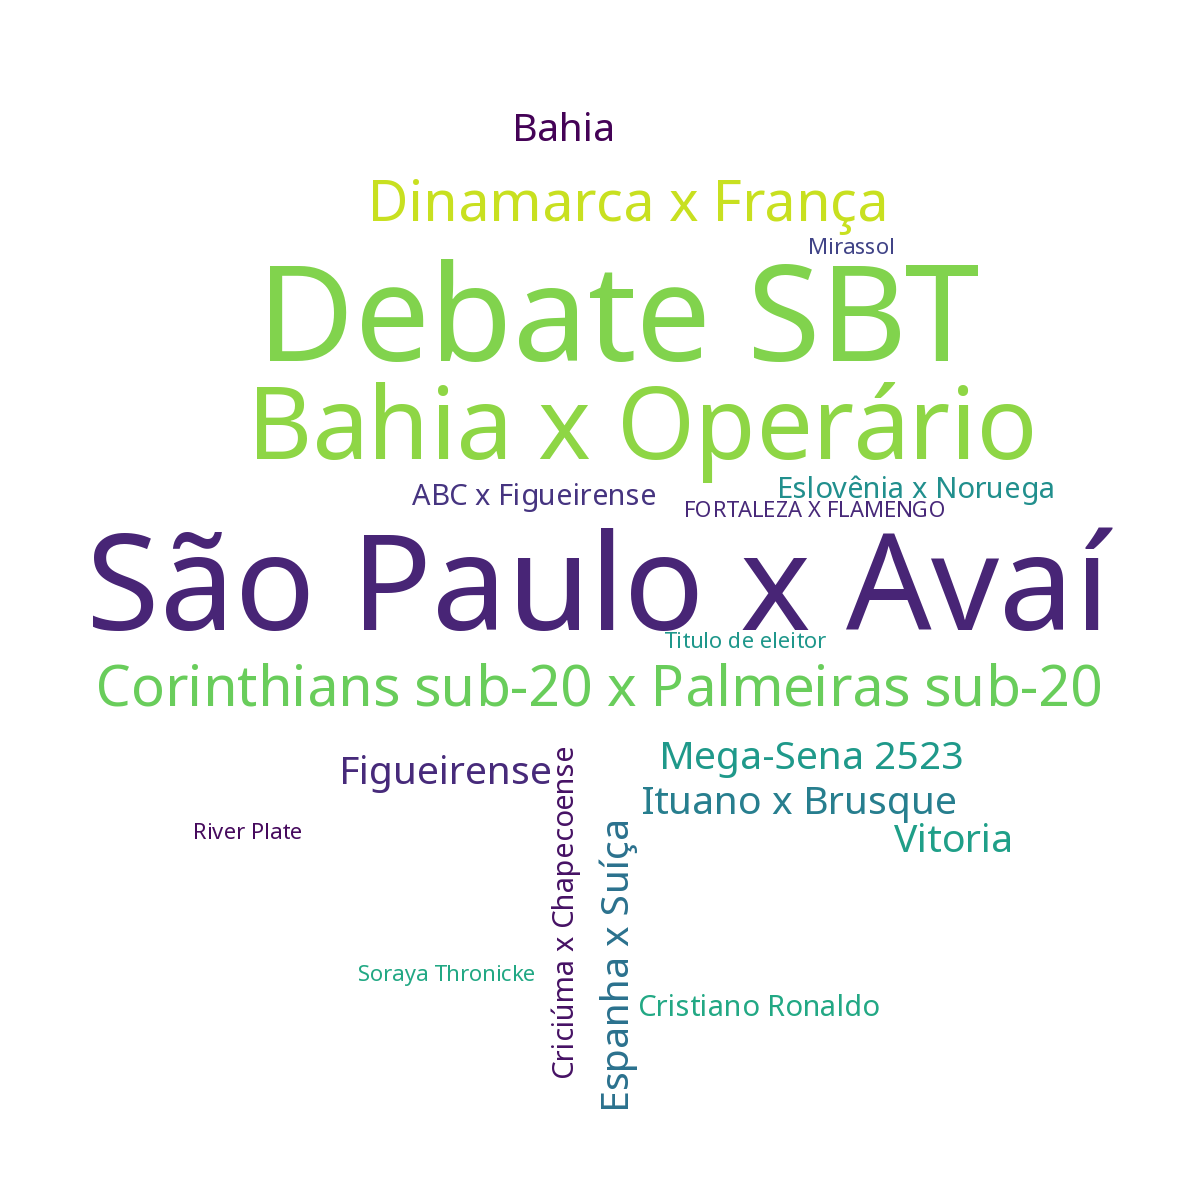 Bahia
Dinamarca x França
Mirassol
Debate SBT
Bahia x Operário
ABC x Figueirense
Eslovênia x Noruega
FORTALEZA X FLAMENGO
São Paulo x Avaí
Titulo de eleitor
Corinthians sub-20 x Palmeiras sub-20
Figueirense
Criciúma x Chapecoense
Mega-Sena 2523
Ituano x Brusque
River Plate
Espanha x Suíça
Vitoria
Soraya Thronicke
Cristiano Ronaldo